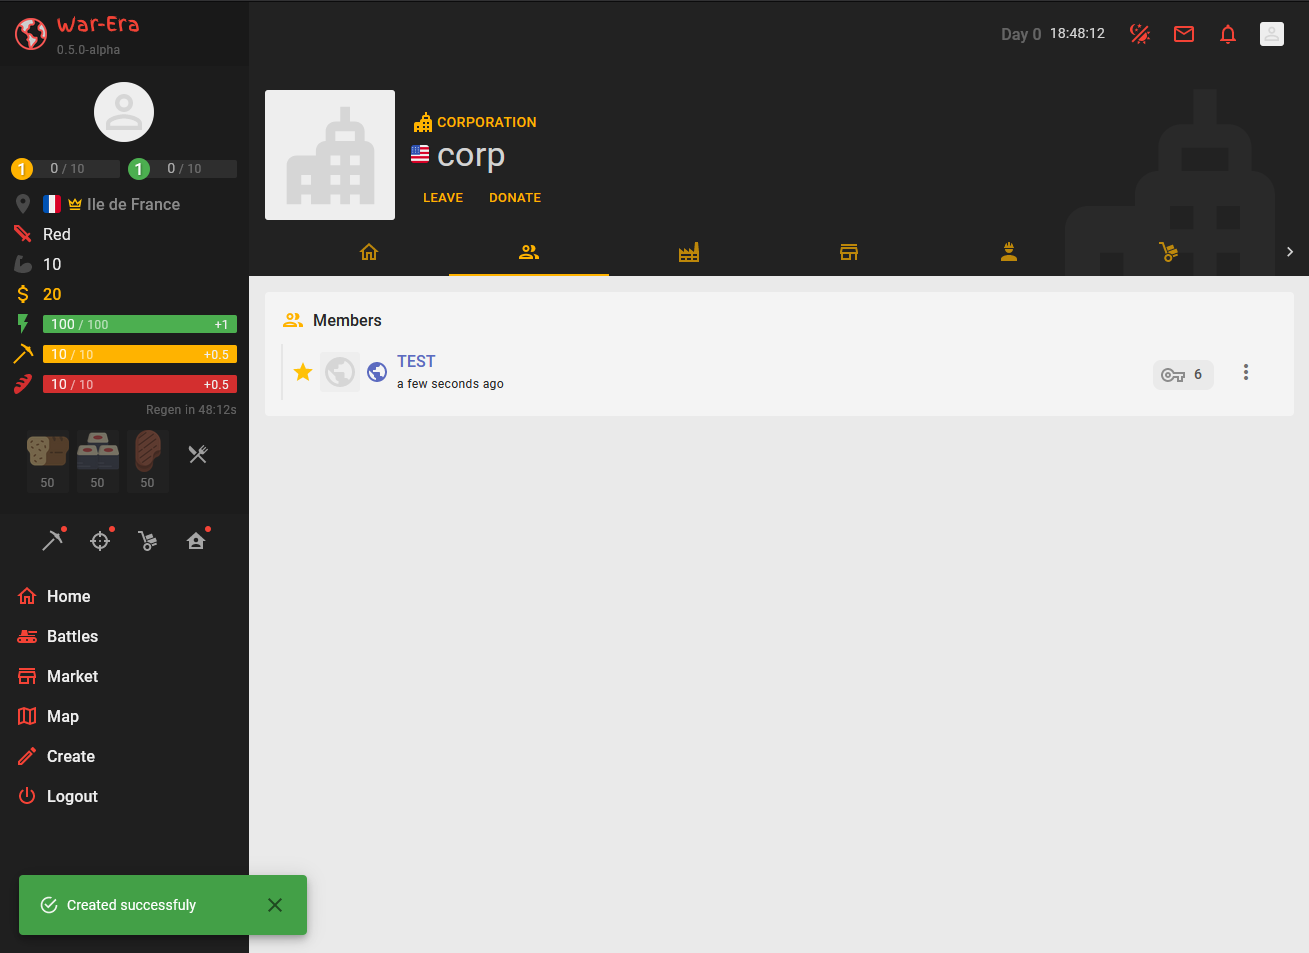 War-Era
0.5.0-alpha
Day 0 18:48:12
1 0 / 10 1 0 / 10
Ile de France
Red
10
20
100 / 100 +1
10 / 10 +0.5
10 / 10 +0.5
Regen in 48:12s
50 50 50
Home
Battles
Market
Map
Create
Logout
Created successfuly
CORPORATION
corp
LEAVE DONATE
Members
TEST
a few seconds ago
6